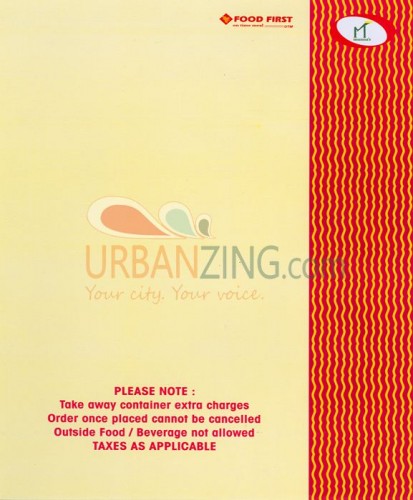 FOOD FIRST
MT
URBANZING.com
Your city. Your voice.
PLEASE NOTE :
Take away container extra charges
Order once placed cannot be cancelled
Outside Food / Beverage not allowed
TAXES AS APPLICABLE